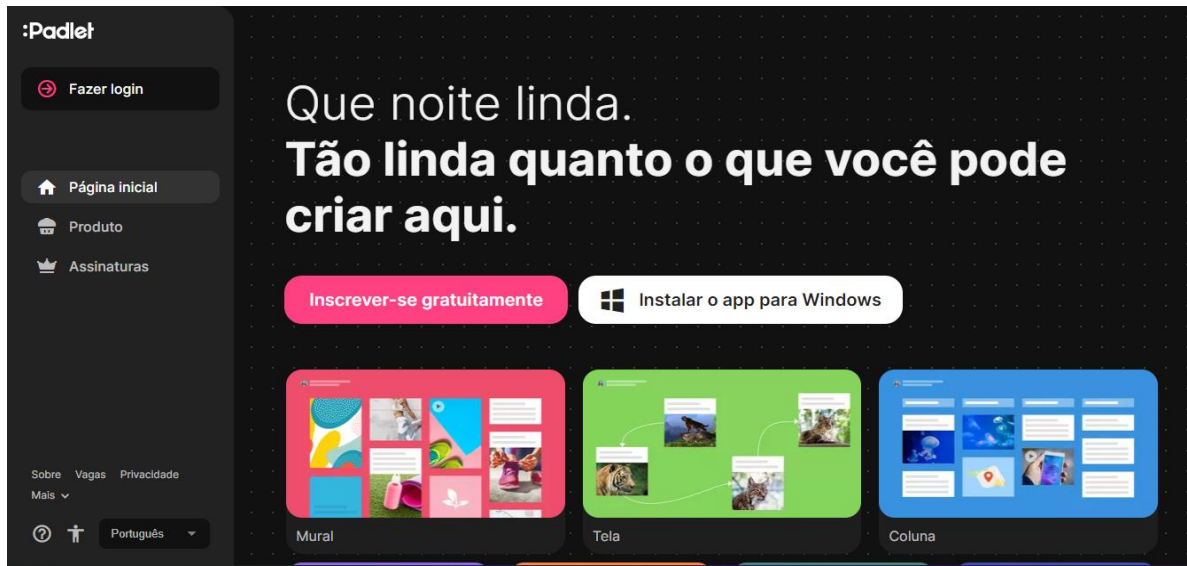 :Padlet
Fazer login
Página inicial
Produto
Assinaturas
Sobre Vagas Privacidade
Mais
Português
Que noite linda.
Tão linda quanto o que você pode
criar aqui.
Inscrever-se gratuitamente
Instalar o app para Windows
Mural
Tela
Coluna